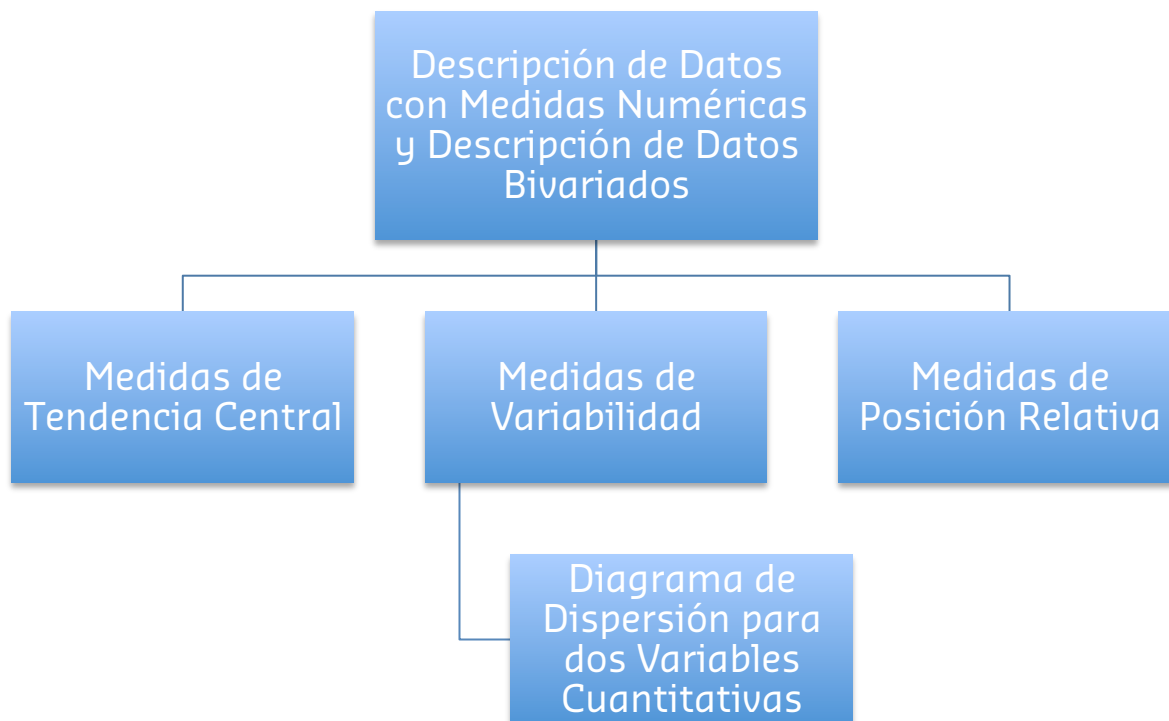 Descripción de Datos
con Medidas Numéricas
y Descripción de Datos
Bivariados
Medidas de
Tendencia Central
Medidas de
Variabilidad
Medidas de
Posición Relativa
Diagrama de
Dispersión para
dos Variables
Cuantitativas